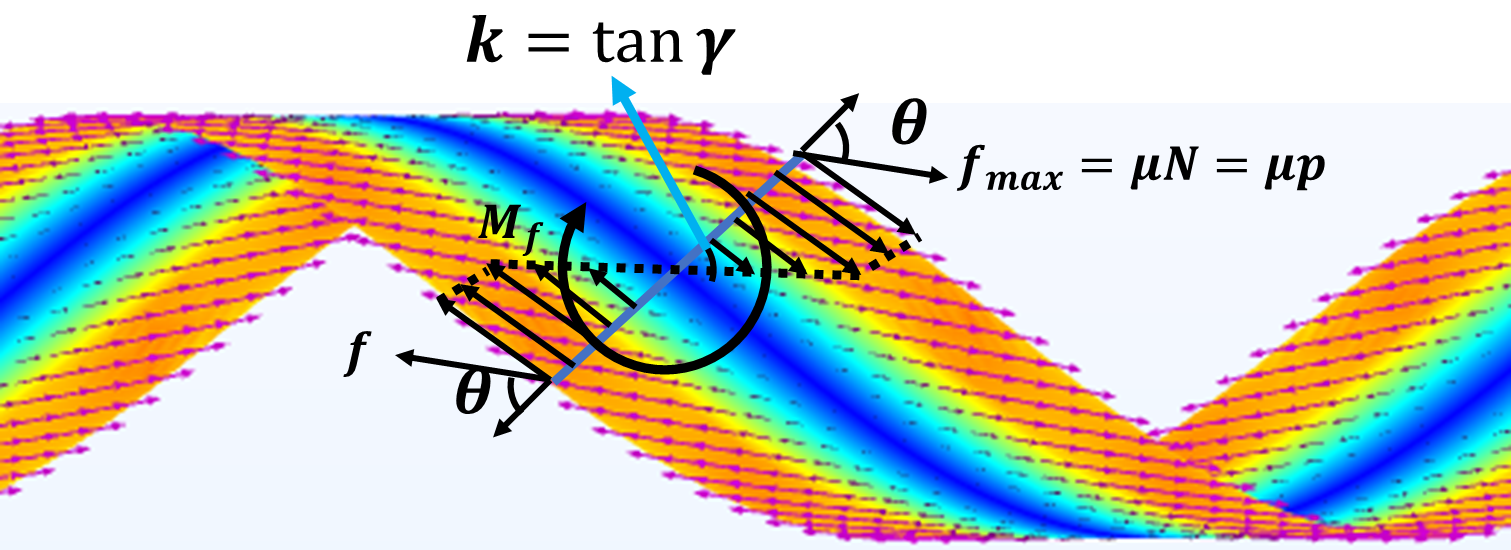 k = tan γ
θ
f_max = μN = μp
M_f
f
θ